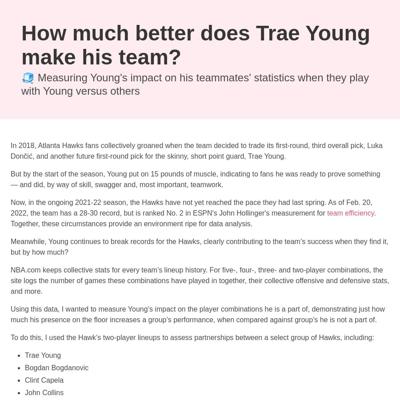 How much better does Trae Young
make his team?
Measuring Young's impact on his teammates' statistics when they play
with Young versus others
In 2018, Atlanta Hawks fans collectively groaned when the team decided to trade its first-round, third overall pick, Luka
Dončić, and another future first-round pick for the skinny, short point guard, Trae Young.
But by the start of the season, Young put on 15 pounds of muscle, indicating to fans he was ready to prove something
— and did, by way of skill, swagger and, most important, teamwork.
Now, in the ongoing 2021-22 season, the Hawks have not yet reached the pace they had last spring. As of Feb. 20,
2022, the team has a 28-30 record, but is ranked No. 2 in ESPN's John Hollinger's measurement for team efficiency.
Together, these circumstances provide an environment ripe for data analysis.
Meanwhile, Young continues to break records for the Hawks, clearly contributing to the team's success when they find it,
but by how much?
NBA.com keeps collective stats for every team's lineup history. For five-, four-, three- and two-player combinations, the
site logs the number of games these combinations have played in together, their collective offensive and defensive stats,
and more.
Using this data, I wanted to measure Young's impact on the player combinations he is a part of, demonstrating just how
much his presence on the floor increases a group's performance, when compared against group's he is not a part of.
To do this, I used the Hawk's two-player lineups to assess partnerships between a select group of Hawks, including:
• Trae Young
• Bogdan Bogdanovic
• Clint Capela
• John Collins